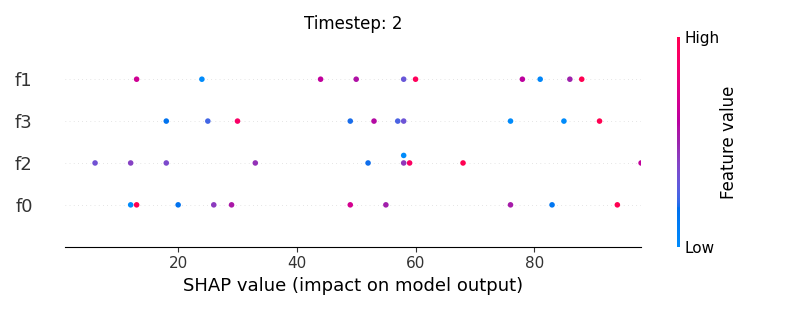 Timestep: 2
High
f1
f3
f2
f0
Feature value
Low
20 40 60 80
SHAP value (impact on model output)